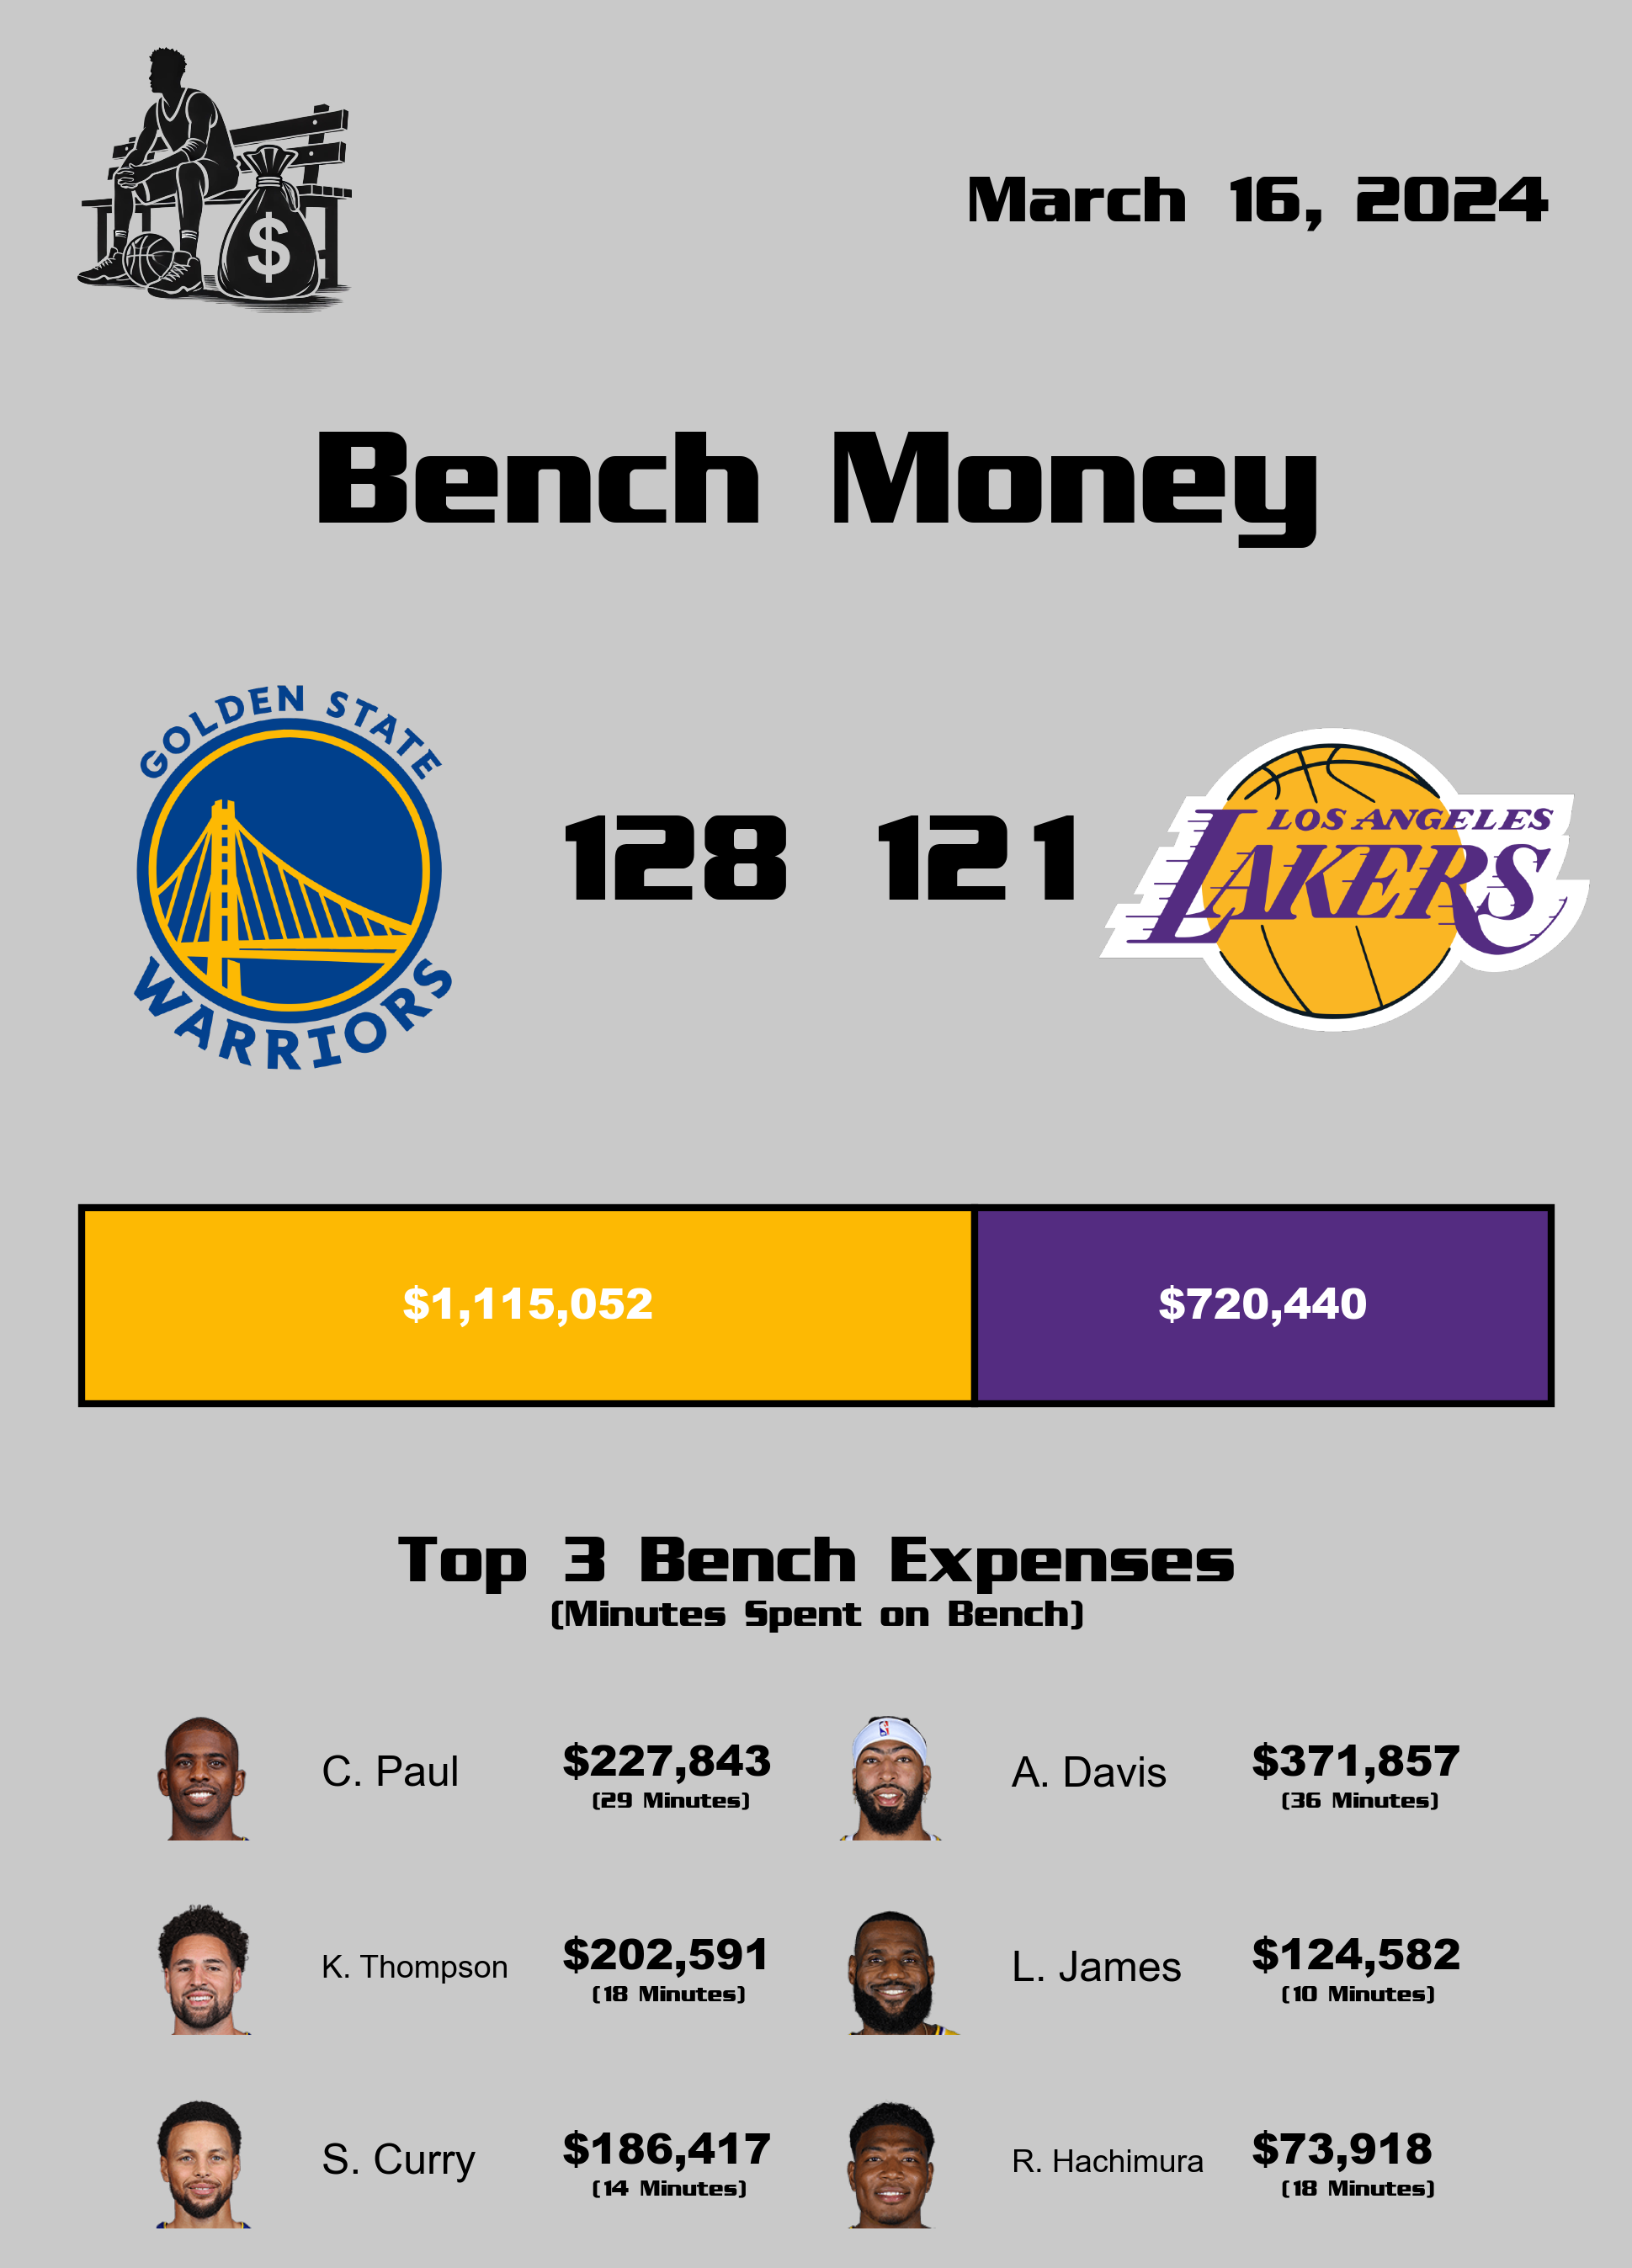 $
March 16, 2024
Bench Money
GOLDEN STATE
WARRIORS
128 121
LOS ANGELES
LAKERS
$1,115,052 $720,440
Top 3 Bench Expenses
(Minutes Spent on Bench)
C. Paul $227,843
(29 Minutes)
A. Davis $371,857
(36 Minutes)
K. Thompson $202,591
(18 Minutes)
L. James $124,582
(10 Minutes)
S. Curry $186,417
(14 Minutes)
R. Hachimura $73,918
(18 Minutes)